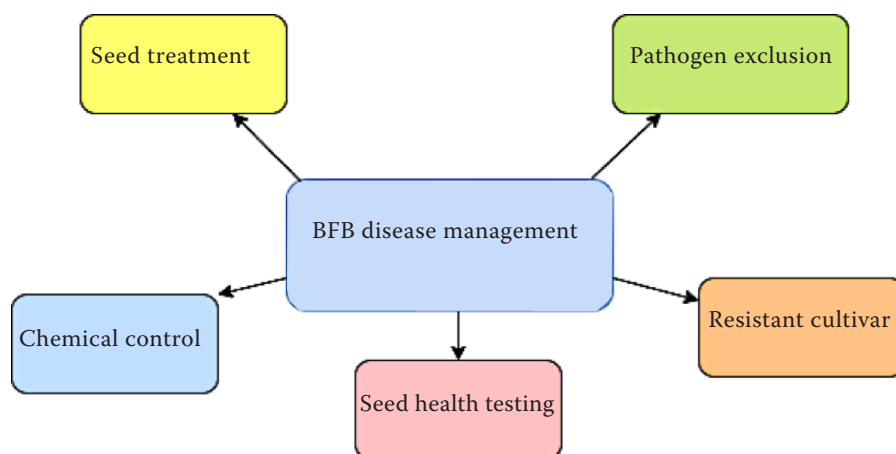 Seed treatment
Pathogen exclusion
BFB disease management
Chemical control
Resistant cultivar
Seed health testing